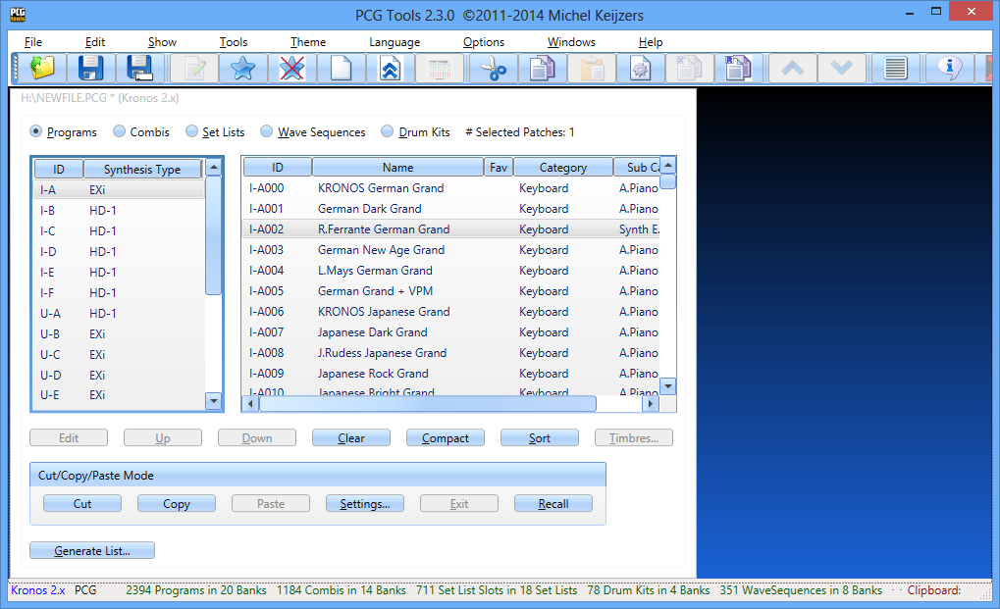 PCG TOOLS PCG Tools 2.3.0 ©2011-2014 Michel Keijzers
File Edit Show Tools Theme Language Options Windows Help
H:\NEWFILE.PCG * (Kronos 2.x)
Programs Combis Set Lists Wave Sequences Drum Kits # Selected Patches: 1
ID Synthesis Type
I-A EXi
I-B HD-1
I-C HD-1
I-D HD-1
I-E HD-1
I-F HD-1
U-A HD-1
U-B EXi
U-C EXi
U-D EXi
U-E EXi
ID Name Fav Category Sub Ca
I-A000 KRONOS German Grand Keyboard A.Piano
I-A001 German Dark Grand Keyboard A.Piano
I-A002 R.Ferrante German Grand Keyboard Synth E.
I-A003 German New Age Grand Keyboard A.Piano
I-A004 L.Mays German Grand Keyboard A.Piano
I-A005 German Grand + VPM Keyboard A.Piano
I-A006 KRONOS Japanese Grand Keyboard A.Piano
I-A007 Japanese Dark Grand Keyboard A.Piano
I-A008 J.Rudess Japanese Grand Keyboard A.Piano
I-A009 Japanese Rock Grand Keyboard A.Piano
I-A010 Japanese Bright Grand Keyboard A.Piano
Edit Up Down Clear Compact Sort Timbres...
Cut/Copy/Paste Mode
Cut Copy Paste Settings... Exit Recall
Generate List...
Kronos 2.x PCG 2394 Programs in 20 Banks 1184 Combis in 14 Banks 711 Set List Slots in 18 Set Lists 78 Drum Kits in 4 Banks 351 WaveSequences in 8 Banks - - Clipboard: